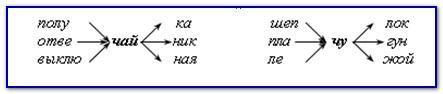 полу ка шеп лок
отве чай ник пла чу гун
выклю ная ле жой